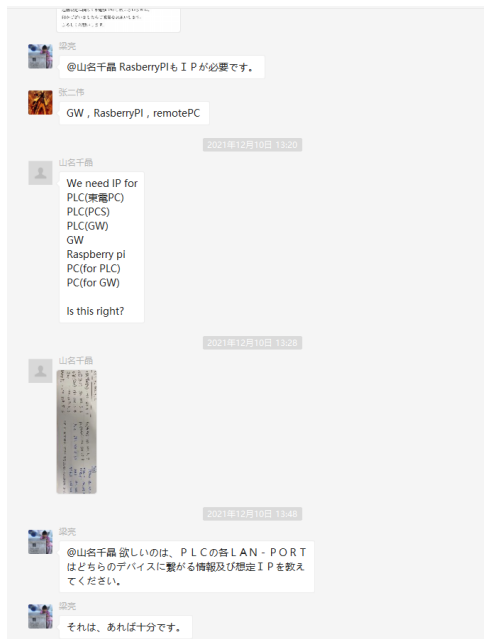 梁亮
@山名千晶 RasberryPIもＩＰが必要です。
张二伟
GW，RasberryPI，remotePC
2021年12月10日 13:20
山名千晶
We need IP for
PLC(東電PC)
PLC(PCS)
PLC(GW)
GW
Raspberry pi
PC(for PLC)
PC(for GW)
Is this right?
2021年12月10日 13:28
山名千晶
2021年12月10日 13:48
梁亮
@山名千晶 欲しいのは、ＰＬＣの各ＬＡＮ－ＰＯＲＴ
はどちらのデバイスに繋がる情報及び想定ＩＰを教え
てください。
梁亮
それは、あれば十分です。